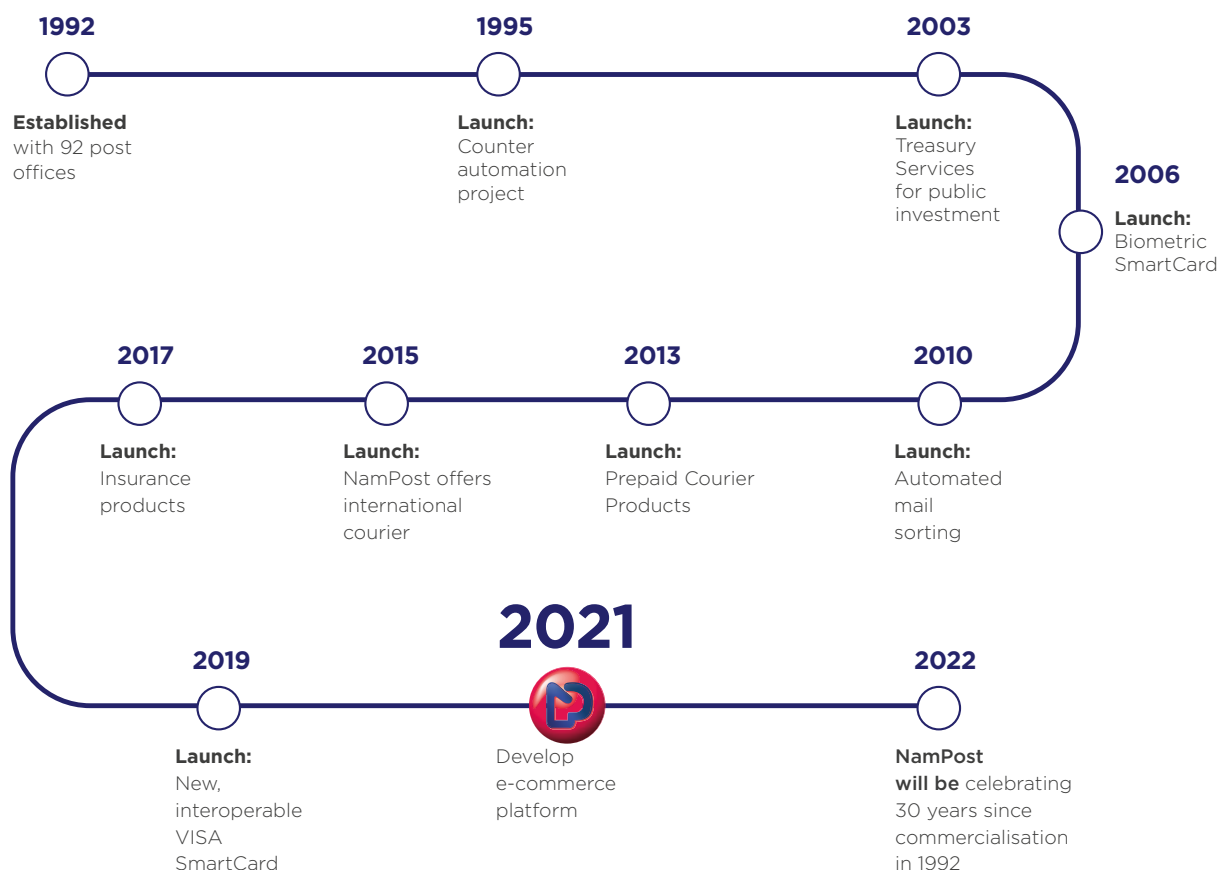 1992
Established
with 92 post
offices
1995
Launch:
Counter
automation
project
2003
Launch:
Treasury
Services
for public
investment
2006
Launch:
Biometric
SmartCard
2010
Launch:
Automated
mail
sorting
2013
Launch:
Prepaid Courier
Products
2015
Launch:
NamPost offers
international
courier
2017
Launch:
Insurance
products
2019
Launch:
New,
interoperable
VISA
SmartCard
2021
Develop
e-commerce
platform
2022
NamPost
will be celebrating
30 years since
commercialisation
in 1992